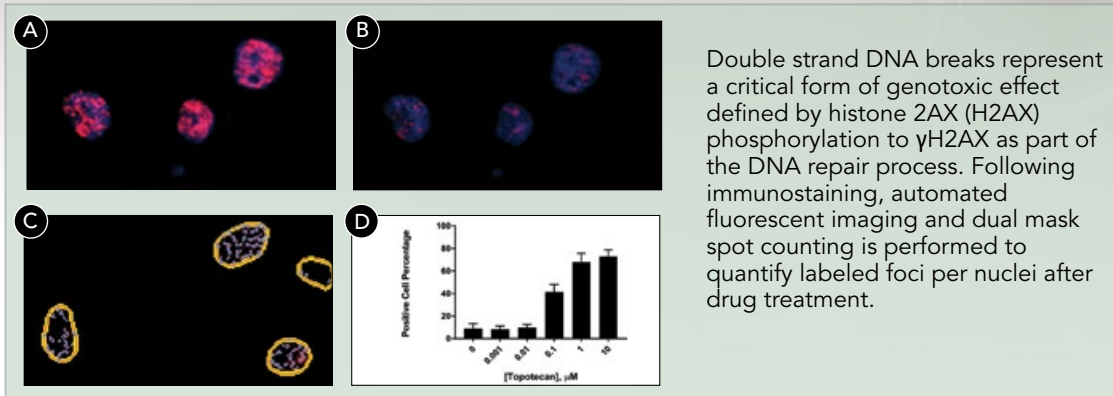 A
B
Double strand DNA breaks represent
a critical form of genotoxic effect
defined by histone 2AX (H2AX)
phosphorylation to γH2AX as part of
the DNA repair process. Following
immunostaining, automated
fluorescent imaging and dual mask
spot counting is performed to
quantify labeled foci per nuclei after
drug treatment.
C
D
Positive Cell Percentage
100
80
60
40
20
0
0 0.001 0.01 0.1 1 10
[Topotecan], μM